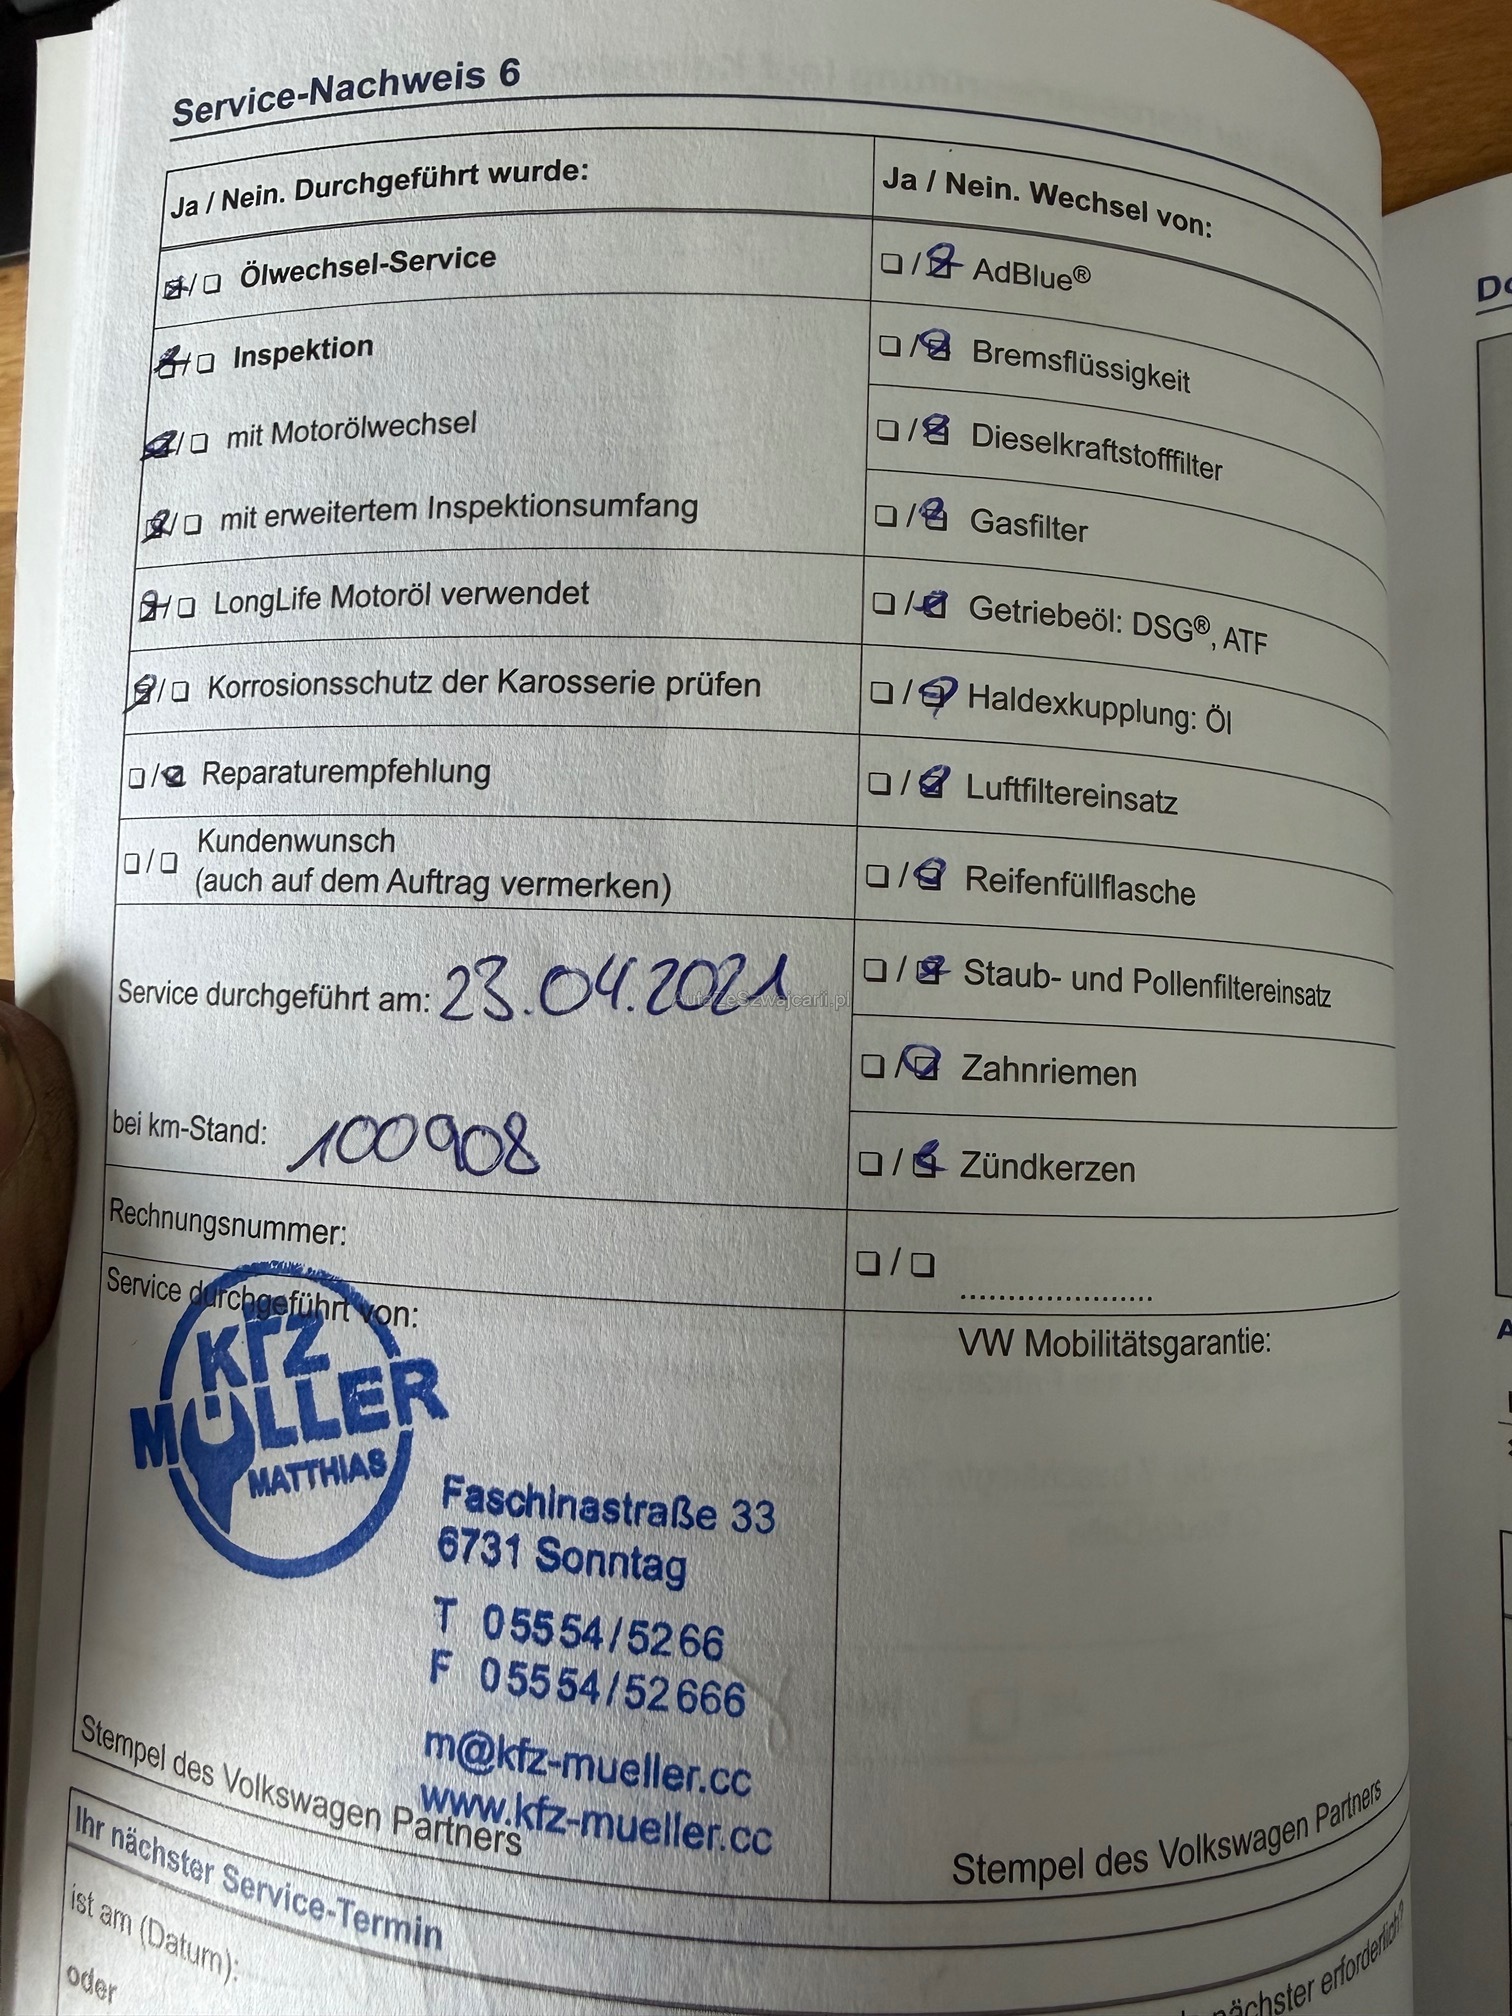 Service-Nachweis 6
Ja / Nein. Durchgeführt wurde:
☒/☐ Ölwechsel-Service
☒/☐ Inspektion
☒/☐ mit Motorölwechsel
☒/☐ mit erweitertem Inspektionsumfang
☒/☐ LongLife Motoröl verwendet
☒/☐ Korrosionsschutz der Karosserie prüfen
☐/☒ Reparaturempfehlung
☐/☐ Kundenwunsch
(auch auf dem Auftrag vermerken)
Service durchgeführt am: 23.04.2021
AutaZeSzwajcarii.pl
bei km-Stand: 100908
Rechnungsnummer:
Service durchgeführt von:
KFZ
MÜLLER
MATTHIAS
Faschinastraße 33
6731 Sonntag
T 05554/5266
F 05554/52666
m@kfz-mueller.cc
www.kfz-mueller.cc
Stempel des Volkswagen Partners
Ja / Nein. Wechsel von:
☐/☒ AdBlue®
☐/☒ Bremsflüssigkeit
☐/☒ Dieselkraftstofffilter
☐/☒ Gasfilter
☐/☒ Getriebeöl: DSG®, ATF
☐/☒ Haldexkupplung: Öl
☐/☒ Luftfiltereinsatz
☐/☒ Reifenfüllflasche
☐/☒ Staub- und Pollenfiltereinsatz
☐/☒ Zahnriemen
☐/☒ Zündkerzen
☐/☐ .....................
VW Mobilitätsgarantie:
Stempel des Volkswagen Partners
Ihr nächster Service-Termin
ist am (Datum):
oder
nächster erforderlich?